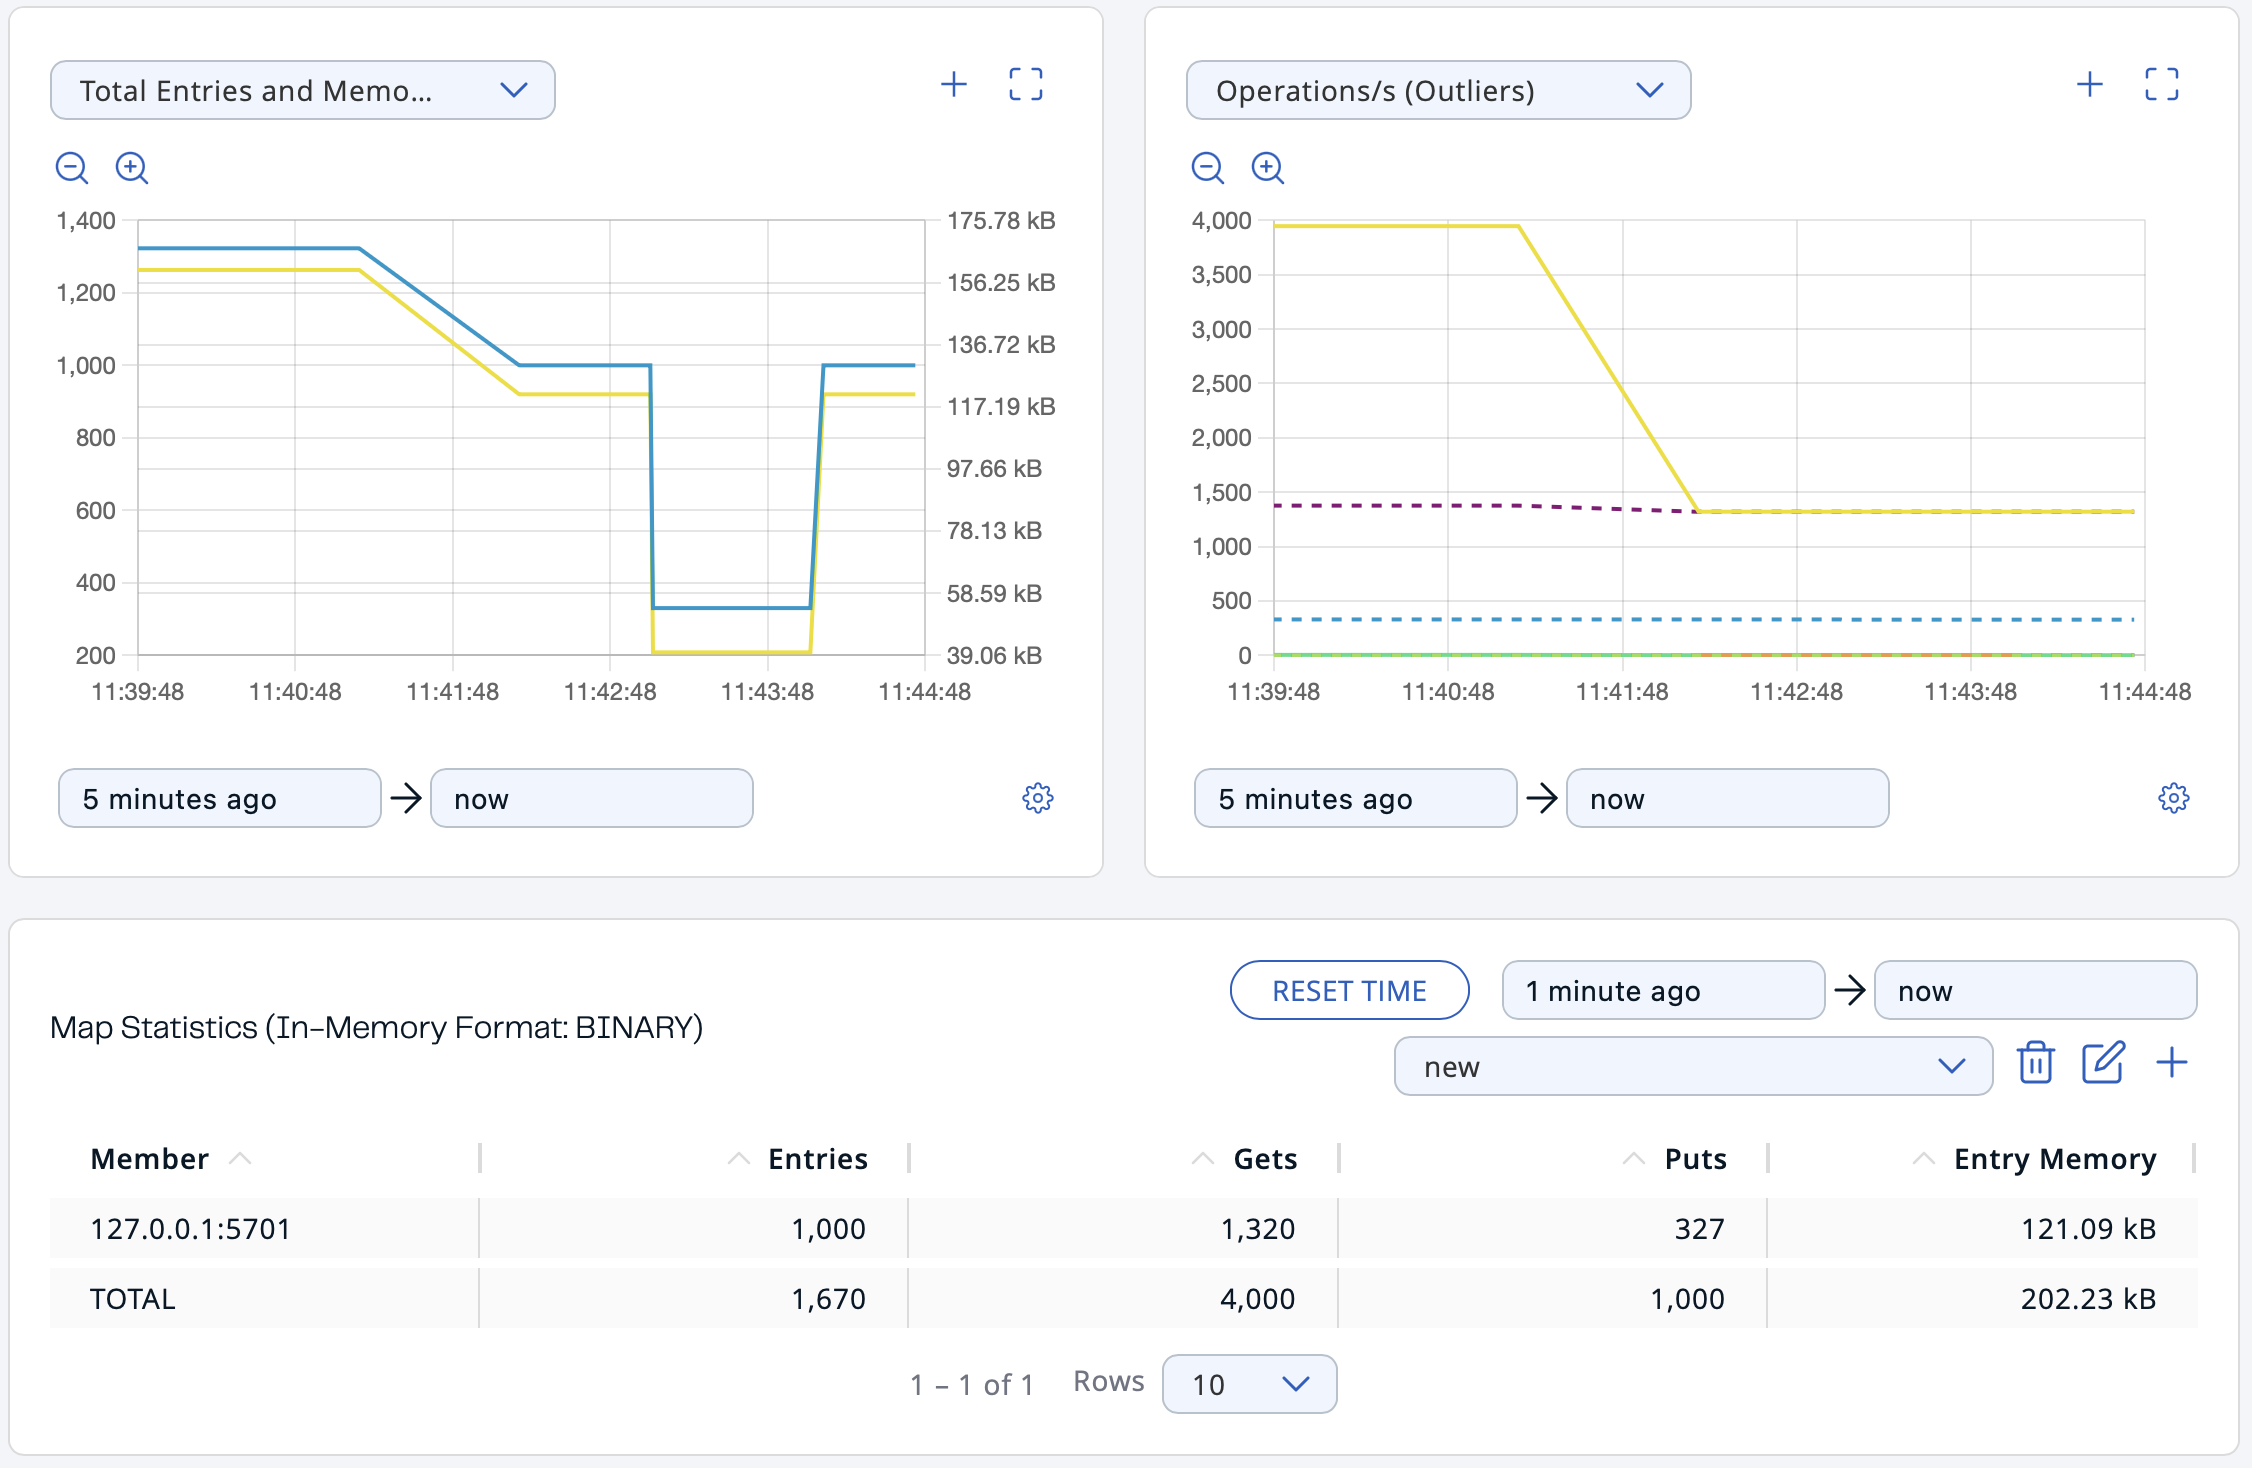 Total Entries and Memo...
Operations/s (Outliers)
1,400
1,200
1,000
800
600
400
200
175.78 kB
156.25 kB
136.72 kB
117.19 kB
97.66 kB
78.13 kB
58.59 kB
39.06 kB
11:39:48 11:40:48 11:41:48 11:42:48 11:43:48 11:44:48
5 minutes ago → now
4,000
3,500
3,000
2,500
2,000
1,500
1,000
500
0
11:39:48 11:40:48 11:41:48 11:42:48 11:43:48 11:44:48
5 minutes ago → now
RESET TIME 1 minute ago → now
Map Statistics (In-Memory Format: BINARY)
new
Member Entries Gets Puts Entry Memory
127.0.0.1:5701 1,000 1,320 327 121.09 kB
TOTAL 1,670 4,000 1,000 202.23 kB
1 – 1 of 1 Rows 10